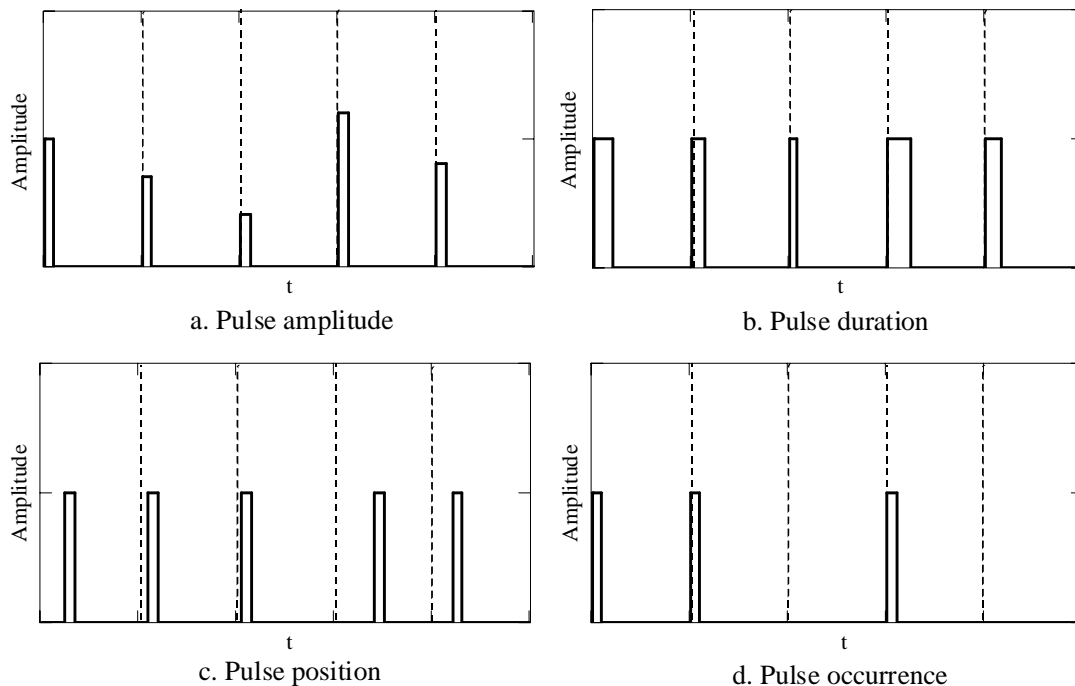 Amplitude
t
a. Pulse amplitude
Amplitude
t
b. Pulse duration
Amplitude
t
c. Pulse position
Amplitude
t
d. Pulse occurrence